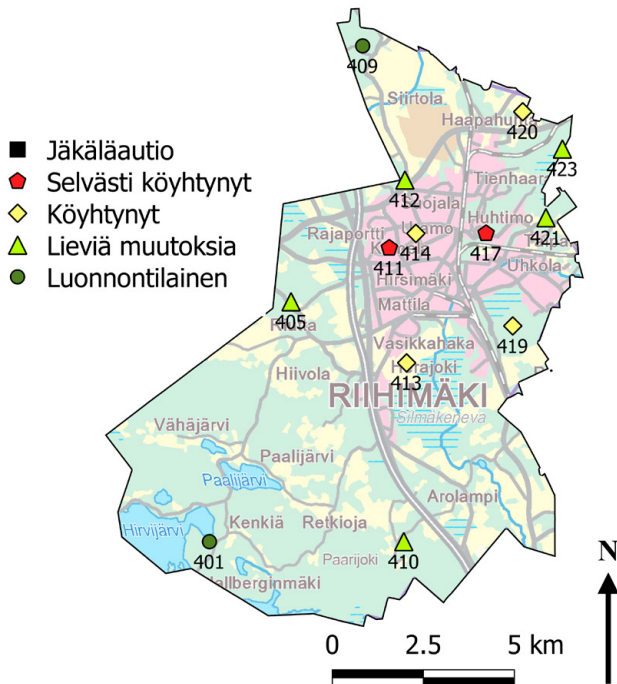 409
Siirtola
Haapahuhta
420
Jäkäläautio
423
Selvästi köyhtynyt
Tienhaar
412
Köyhtynyt
Huhtimo
Rajaportti
414
417
421
Lieviä muutoksia
411
Uhkola
Hirsimäki
Luonnontilainen
Mattila
405
419
Vasikkahaka
Hiivola
413
RIIHIMÄKI
Silmäkeneva
Vähäjärvi
Paalijärvi
Paalijärvi
Arolampi
Kenkiä
Retkioja
Hirvijärvi
401
Paarijoki
410
N
0 2.5 5 km